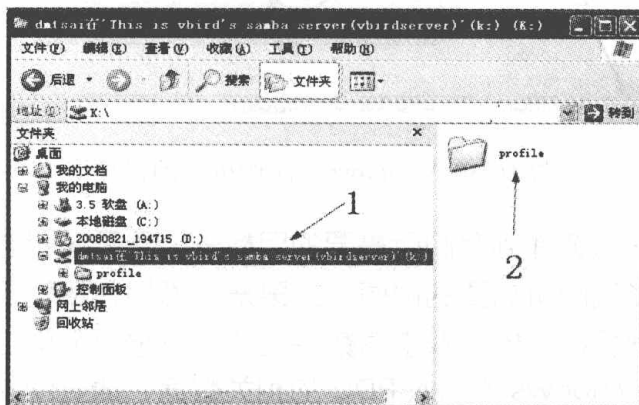 dmtsai在'This is vbird's samba server(vbirdserver)'(k:) (K:)
文件(F) 编辑(E) 查看(V) 收藏(A) 工具(T) 帮助(H)
后退 搜索 文件夹
地址(D) K:\ 转到
文件夹 ×
桌面
我的文档
我的电脑
3.5 软盘 (A:)
本地磁盘 (C:)
20080821_194715 (D:)
dmtsai在'This is vbird's samba server(vbirdserver)'(k:)
profile
控制面板
网上邻居
回收站
profile
1
2